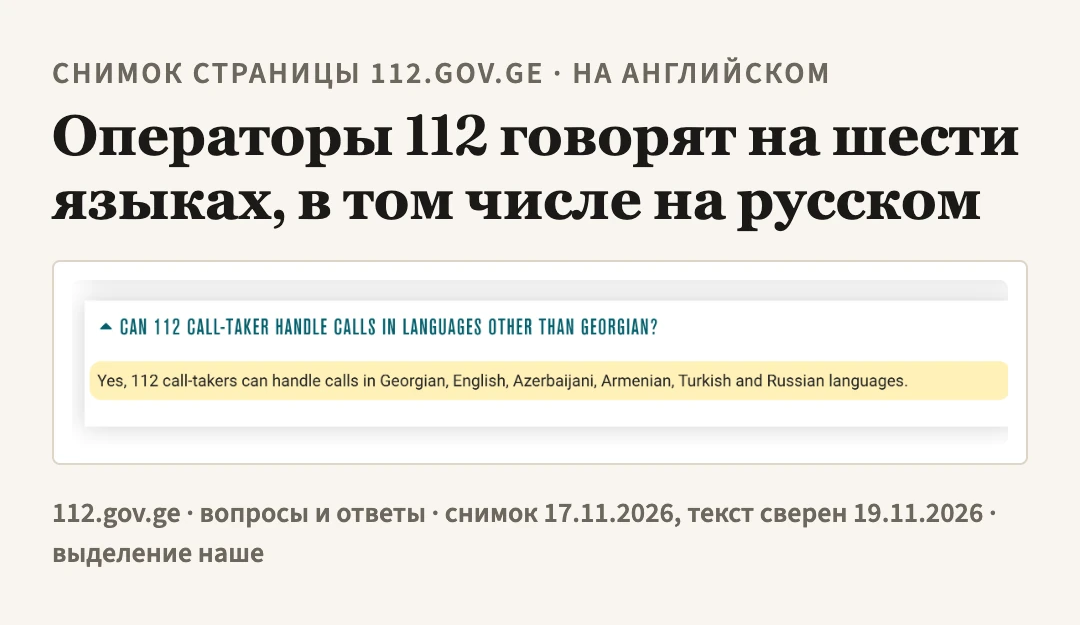 СНИМОК СТРАНИЦЫ 112.GOV.GE · НА АНГЛИЙСКОМ
Операторы 112 говорят на шести
языках, в том числе на русском
CAN 112 CALL-TAKER HANDLE CALLS IN LANGUAGES OTHER THAN GEORGIAN?
Yes, 112 call-takers can handle calls in Georgian, English, Azerbaijani, Armenian, Turkish and Russian languages.
112.gov.ge · вопросы и ответы · снимок 17.11.2026, текст сверен 19.11.2026 ·
выделение наше